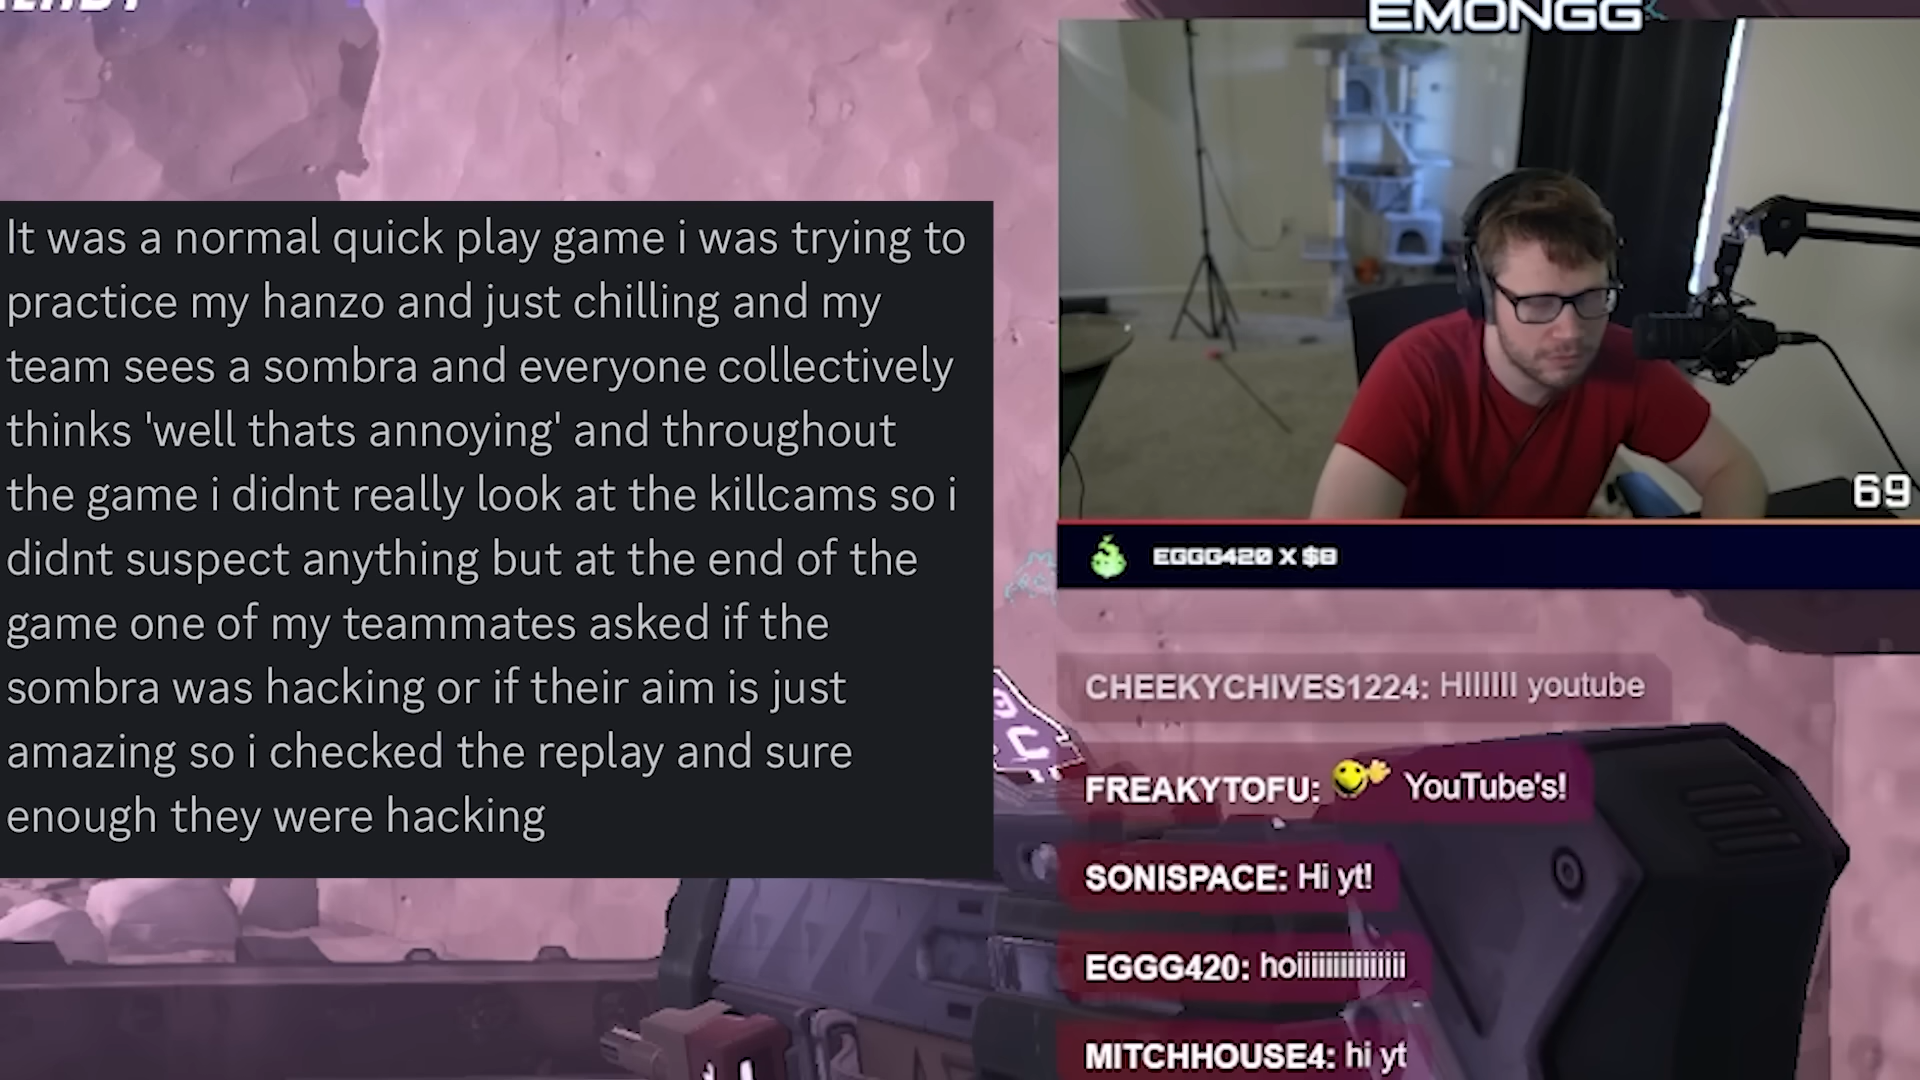 EMONGG
It was a normal quick play game i was trying to
practice my hanzo and just chilling and my
team sees a sombra and everyone collectively
thinks 'well thats annoying' and throughout
the game i didnt really look at the killcams so i
didnt suspect anything but at the end of the
game one of my teammates asked if the
sombra was hacking or if their aim is just
amazing so i checked the replay and sure
enough they were hacking
69
EGGG420 X $8
CHEEKYCHIVES1224: HIIIIII youtube
FREAKYTOFU: YouTube's!
SONISPACE: Hi yt!
EGGG420: hoiiiiiiiiiiiiiiiii
MITCHHOUSE4: hi yt